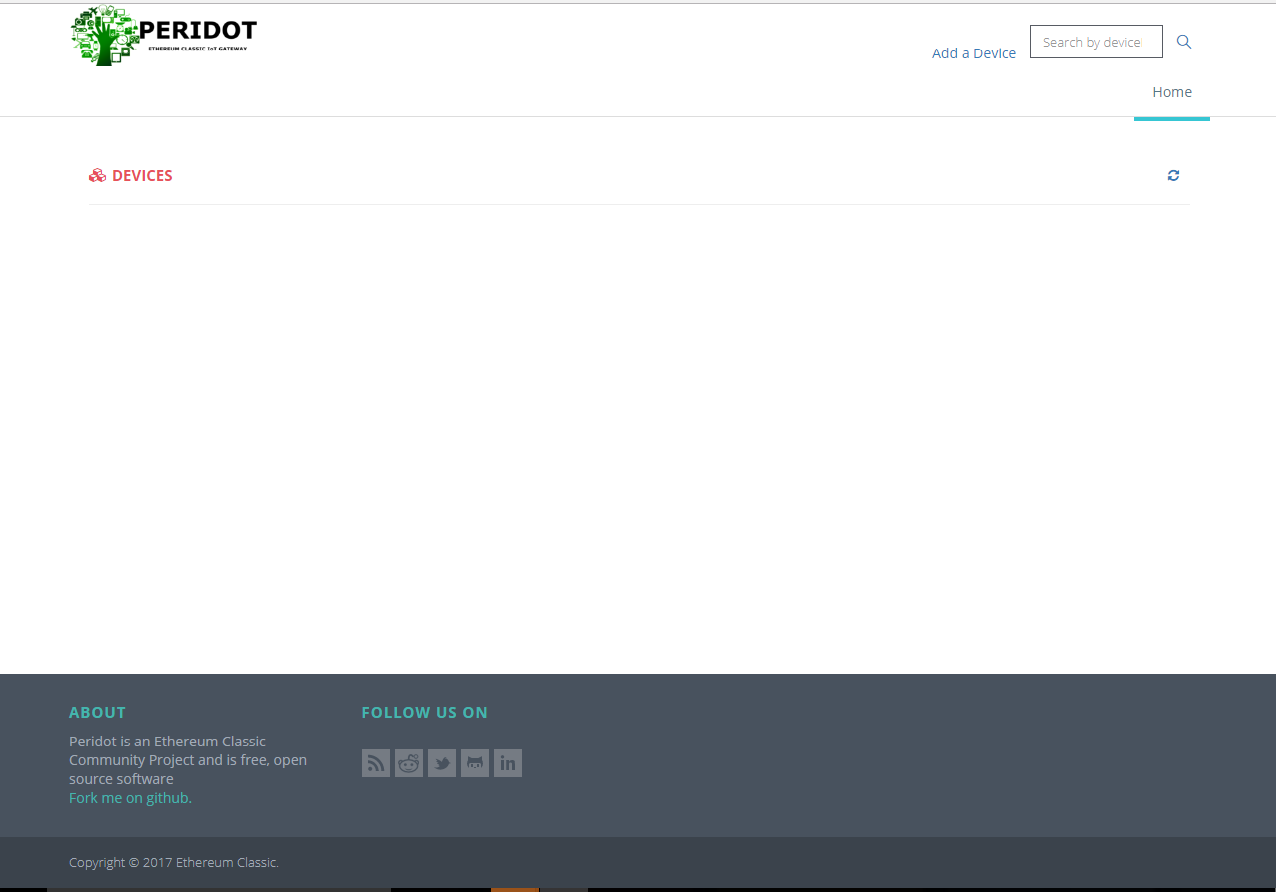 PERIDOT
ETHEREUM CLASSIC IoT GATEWAY
Add a Device
Search by device
Home
DEVICES
ABOUT
Peridot is an Ethereum Classic
Community Project and is free, open
source software
Fork me on github.
FOLLOW US ON
in
Copyright © 2017 Ethereum Classic.